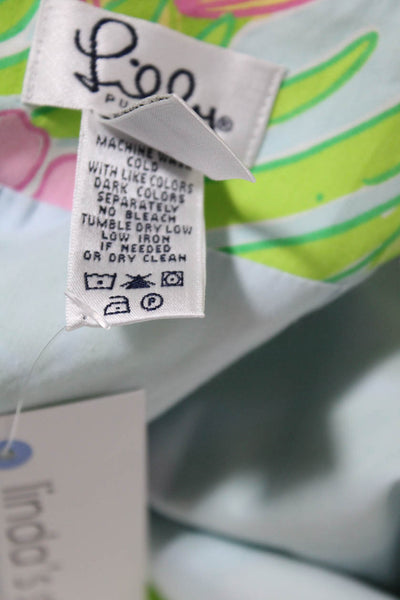 Lilly
PU
®
MACHINE WASH
COLD
WITH LIKE COLORS
DARK COLORS
SEPARATELY
NO BLEACH
TUMBLE DRY LOW
LOW IRON
IF NEEDED
OR DRY CLEAN
P
linda's